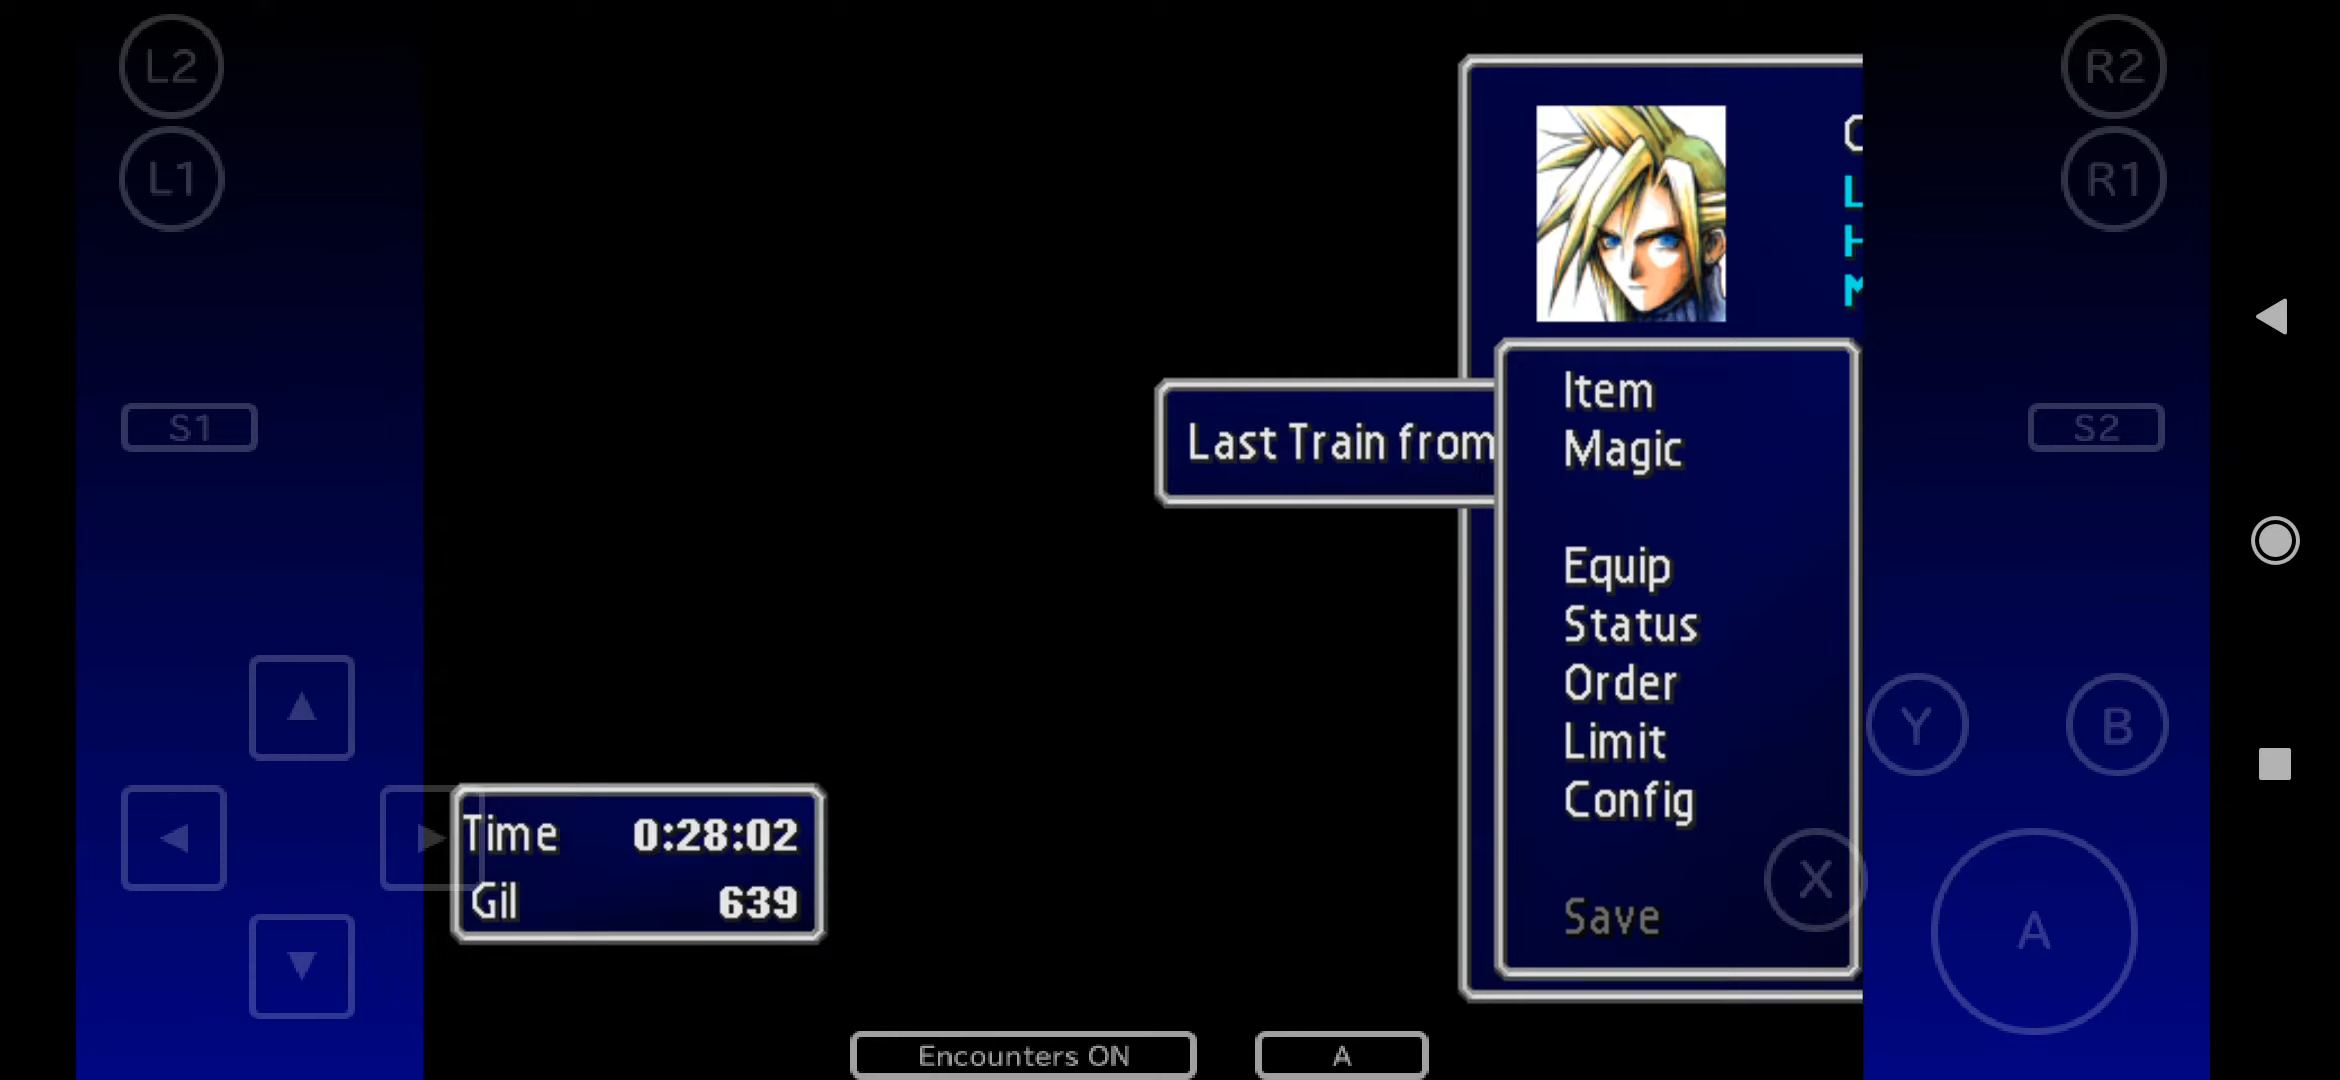 L2
R2
L1
R1
C
L
H
M
S1
S2
Last Train from
Item
Magic
Equip
Status
Order
Limit
Config
Save
Time 0:28:02
Gil 639
Y
B
X
A
Encounters ON
A